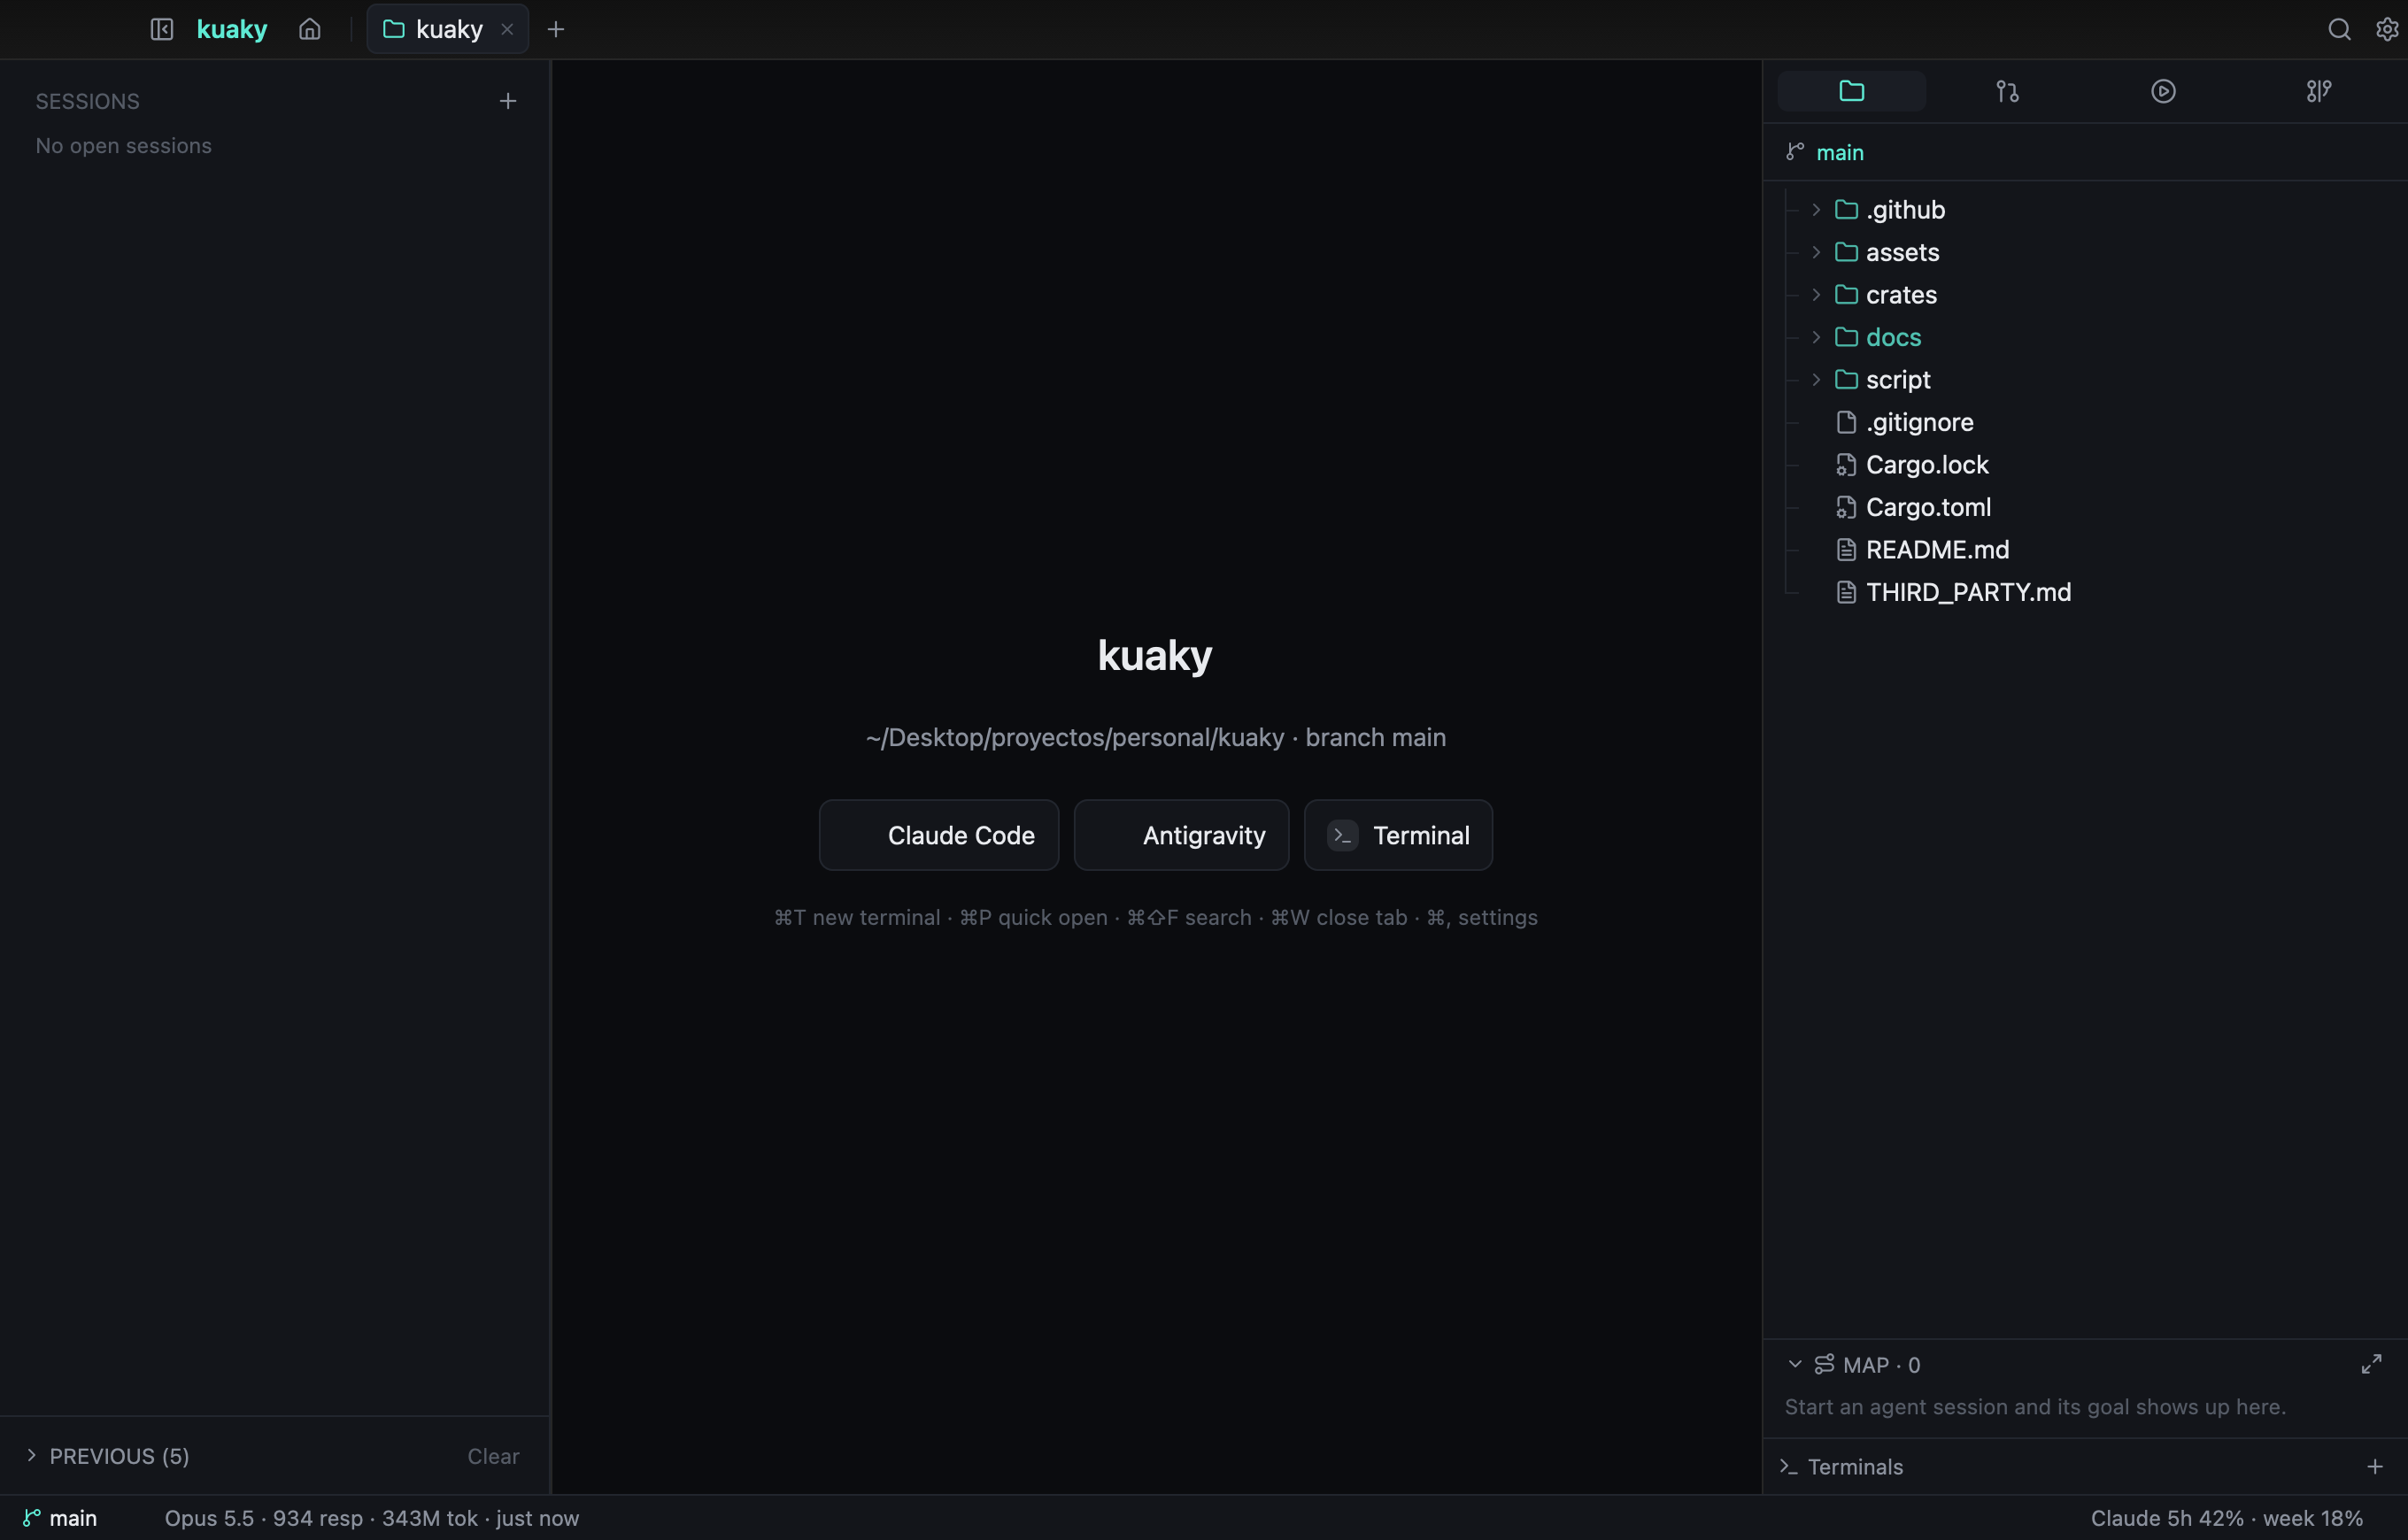 kuaky
kuaky
SESSIONS
No open sessions
kuaky
~/Desktop/proyectos/personal/kuaky · branch main
Claude Code
Antigravity
Terminal
⌘T new terminal · ⌘P quick open · ⌘⇧F search · ⌘W close tab · ⌘, settings
main
.github
assets
crates
docs
script
.gitignore
Cargo.lock
Cargo.toml
README.md
THIRD_PARTY.md
MAP · 0
Start an agent session and its goal shows up here.
Terminals
PREVIOUS (5)
Clear
main
Opus 5.5 · 934 resp · 343M tok · just now
Claude 5h 42% · week 18%